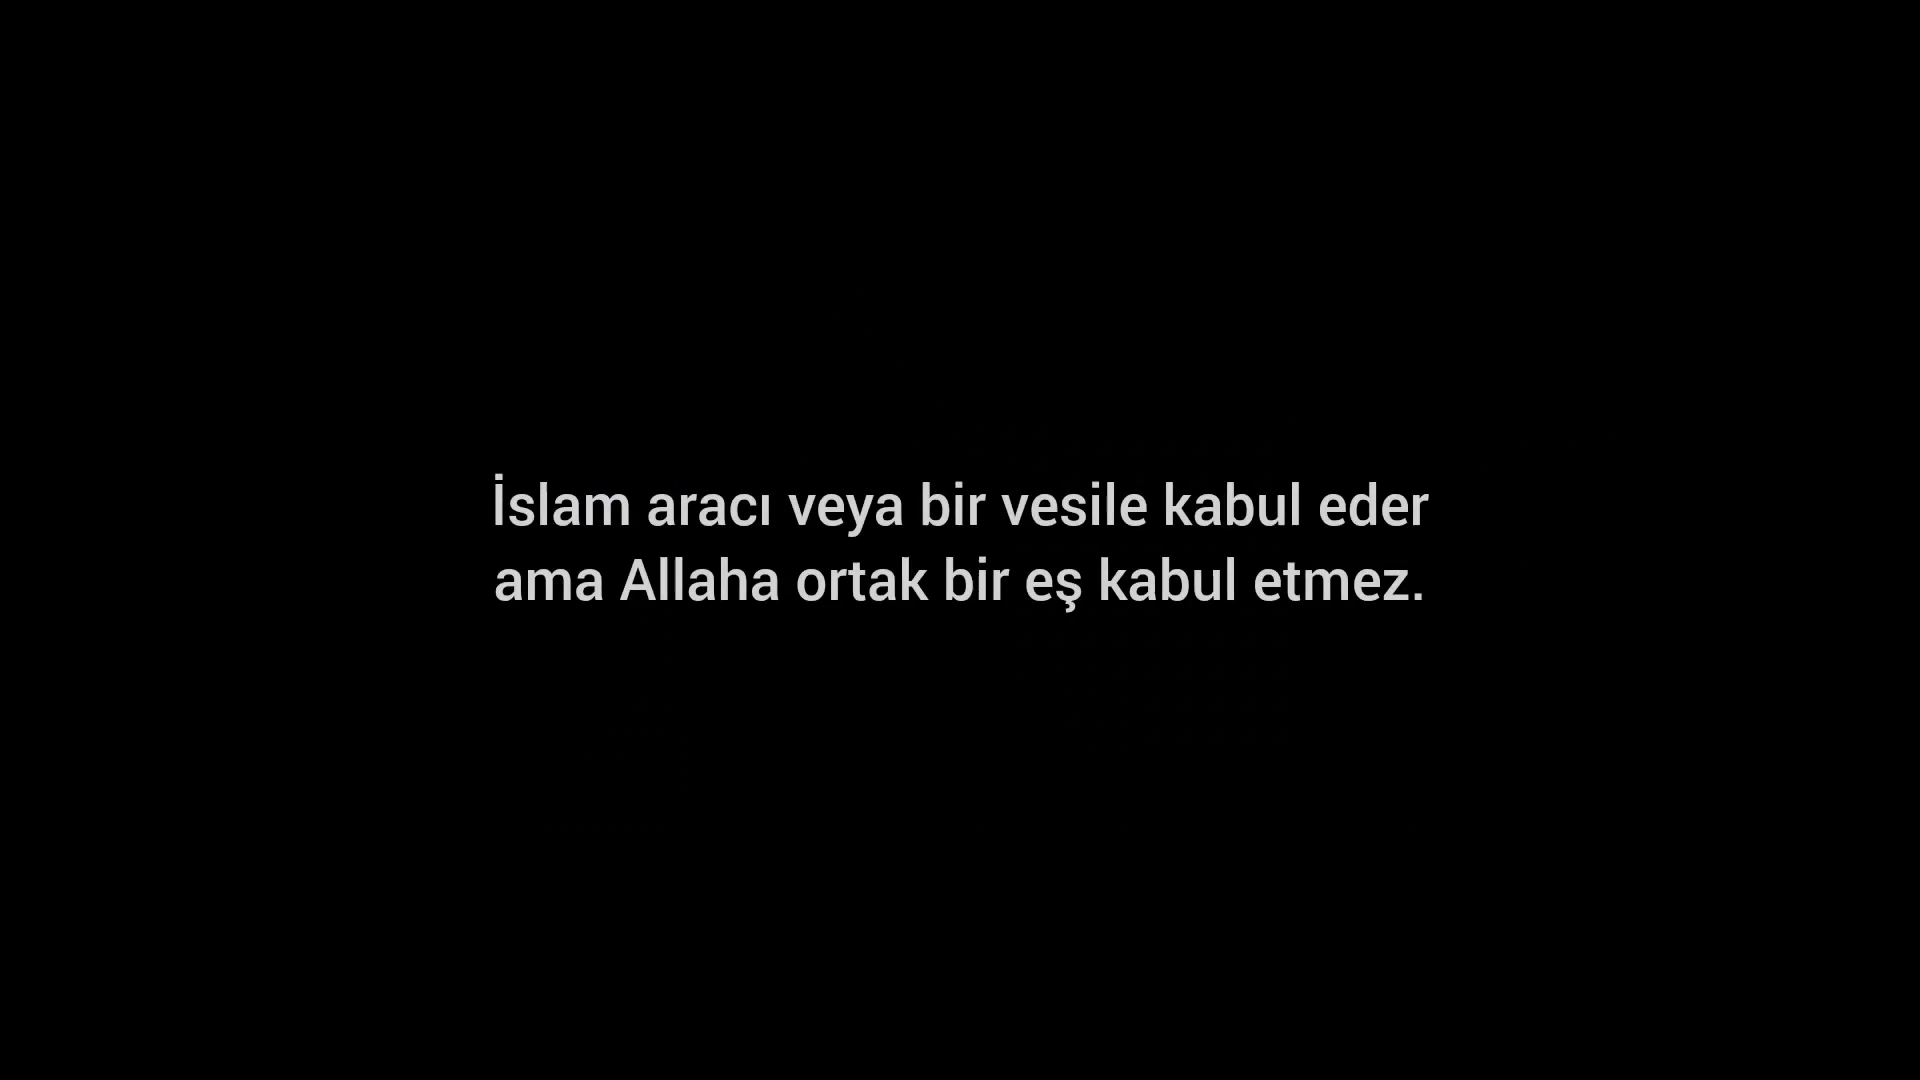 İslam aracı veya bir vesile kabul eder
ama Allaha ortak bir eş kabul etmez.